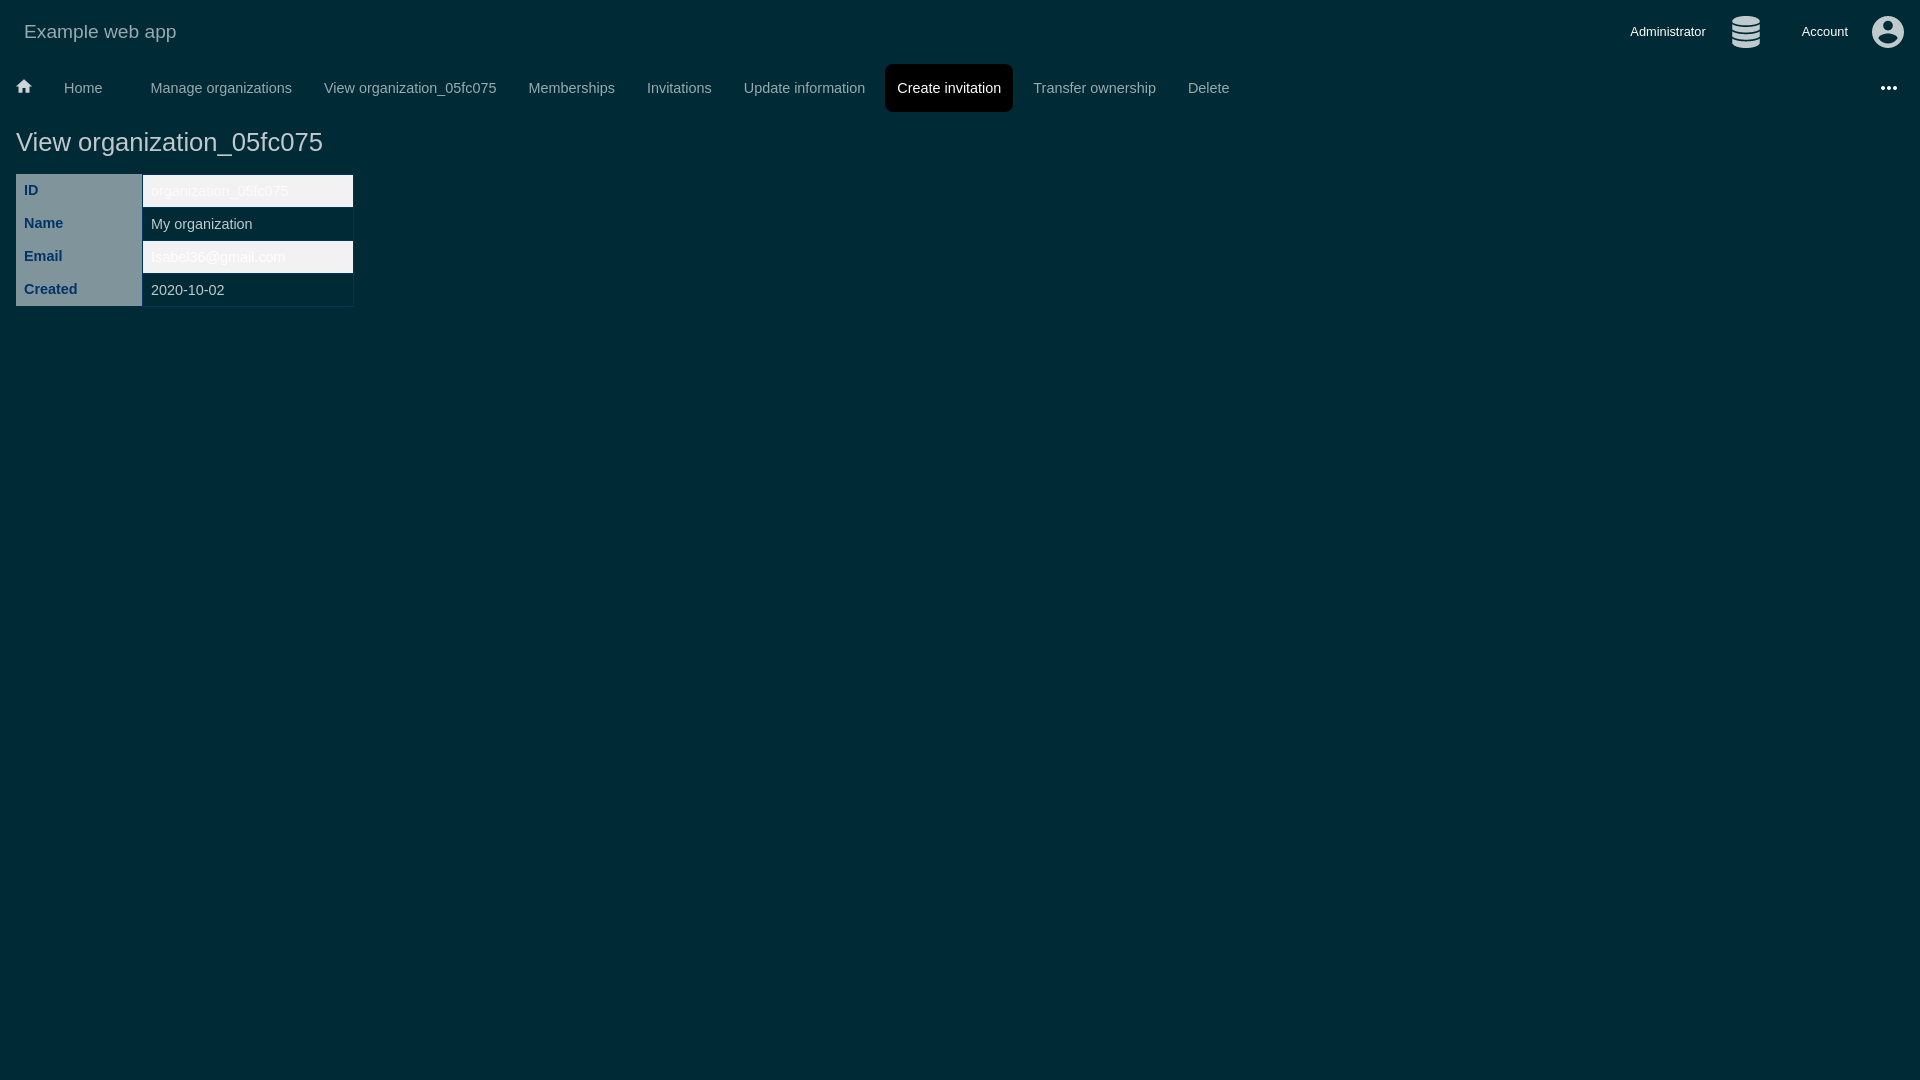 Example web app
Administrator
Account
Home
Manage organizations
View organization_05fc075
Memberships
Invitations
Update information
Create invitation
Transfer ownership
Delete
View organization_05fc075
ID
organization_05fc075
Name
My organization
Email
Isabel36@gmail.com
Created
2020-10-02